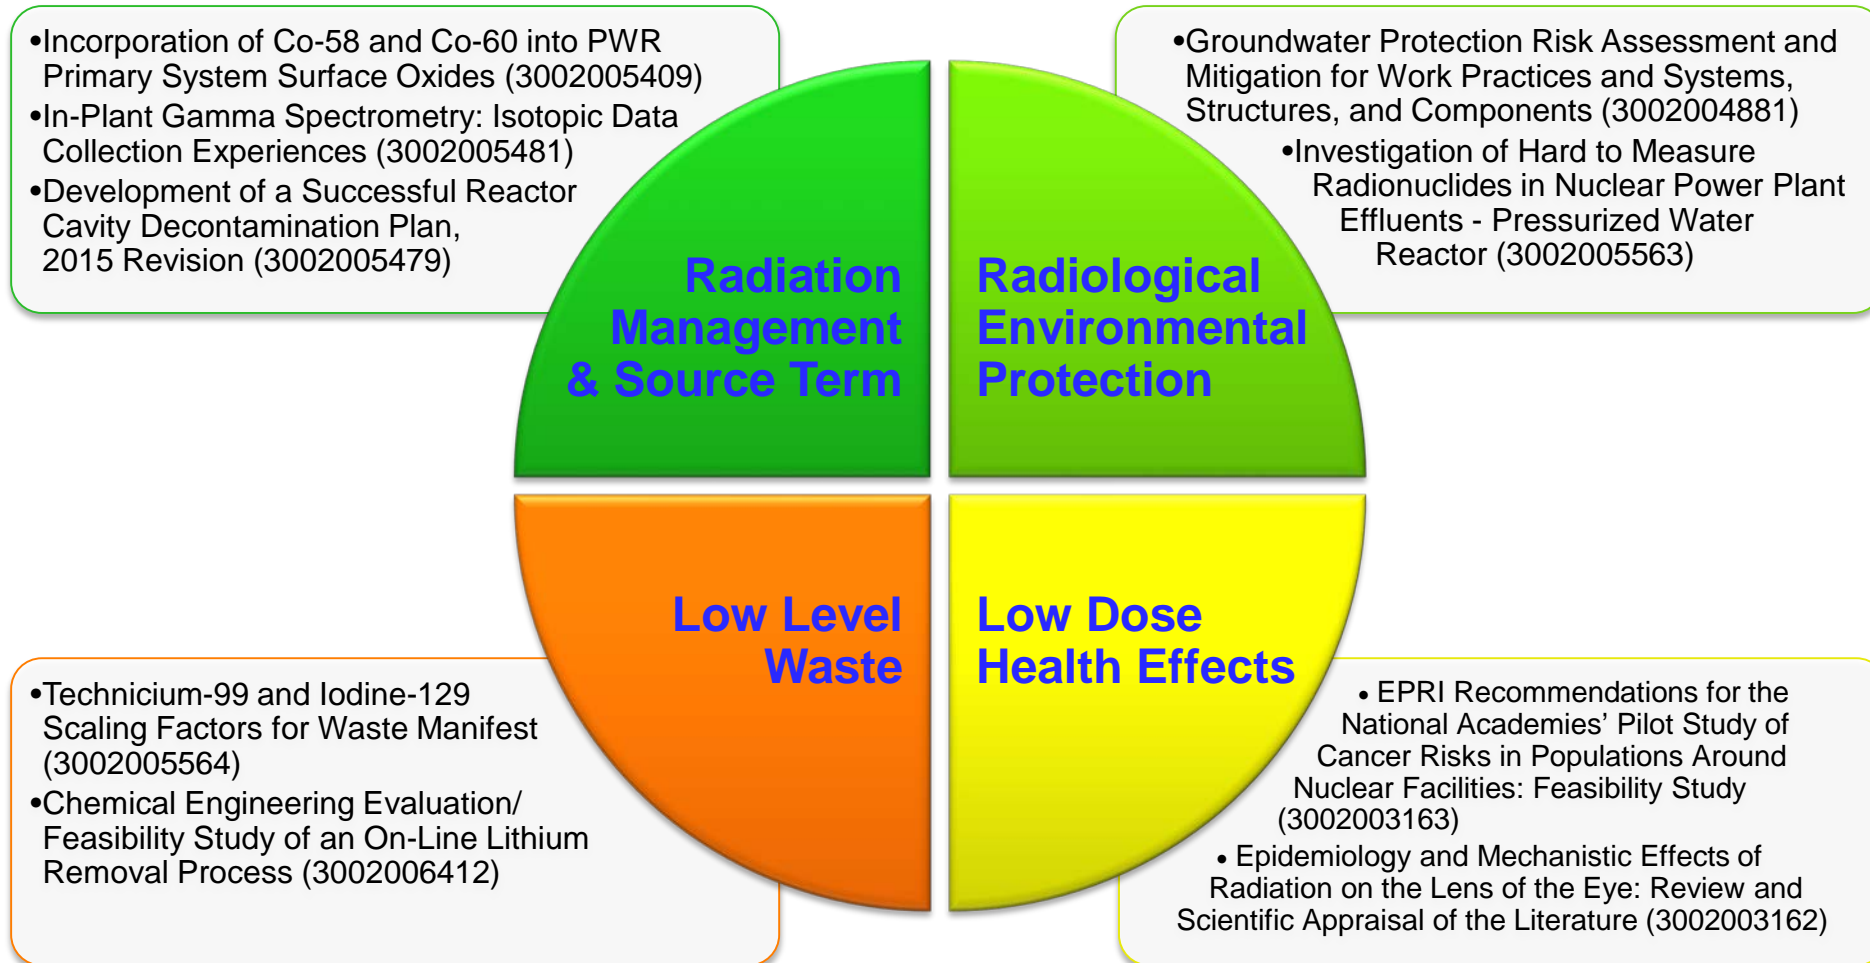 •Incorporation of Co-58 and Co-60 into PWR
Primary System Surface Oxides (3002005409)
•In-Plant Gamma Spectrometry: Isotopic Data
Collection Experiences (3002005481)
•Development of a Successful Reactor
Cavity Decontamination Plan,
2015 Revision (3002005479)
•Groundwater Protection Risk Assessment and
Mitigation for Work Practices and Systems,
Structures, and Components (3002004881)
•Investigation of Hard to Measure
Radionuclides in Nuclear Power Plant
Effluents - Pressurized Water
Reactor (3002005563)
Radiation
Management
& Source Term
Radiological
Environmental
Protection
Low Level
Waste
Low Dose
Health Effects
•Technicium-99 and Iodine-129
Scaling Factors for Waste Manifest
(3002005564)
•Chemical Engineering Evaluation/
Feasibility Study of an On-Line Lithium
Removal Process (3002006412)
• EPRI Recommendations for the
National Academies’ Pilot Study of
Cancer Risks in Populations Around
Nuclear Facilities: Feasibility Study
(3002003163)
• Epidemiology and Mechanistic Effects of
Radiation on the Lens of the Eye: Review and
Scientific Appraisal of the Literature (3002003162)